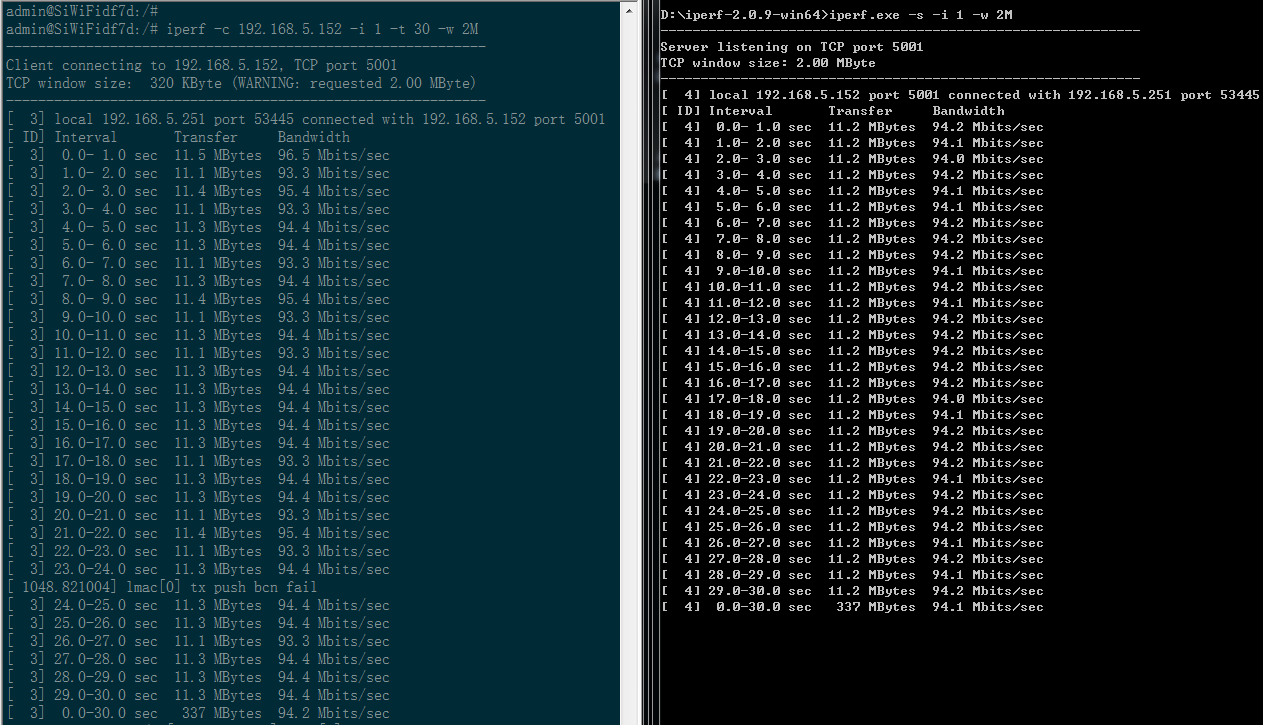 admin@SiWiFidf7d:/#
admin@SiWiFidf7d:/# iperf -c 192.168.5.152 -i 1 -t 30 -w 2M
------------------------------------------------------------
Client connecting to 192.168.5.152, TCP port 5001
TCP window size:  320 KByte (WARNING: requested 2.00 MByte)
------------------------------------------------------------
[  3] local 192.168.5.251 port 53445 connected with 192.168.5.152 port 5001
[ ID] Interval       Transfer     Bandwidth
[  3]  0.0- 1.0 sec  11.5 MBytes  96.5 Mbits/sec
[  3]  1.0- 2.0 sec  11.1 MBytes  93.3 Mbits/sec
[  3]  2.0- 3.0 sec  11.4 MBytes  95.4 Mbits/sec
[  3]  3.0- 4.0 sec  11.1 MBytes  93.3 Mbits/sec
[  3]  4.0- 5.0 sec  11.3 MBytes  94.4 Mbits/sec
[  3]  5.0- 6.0 sec  11.3 MBytes  94.4 Mbits/sec
[  3]  6.0- 7.0 sec  11.1 MBytes  93.3 Mbits/sec
[  3]  7.0- 8.0 sec  11.3 MBytes  94.4 Mbits/sec
[  3]  8.0- 9.0 sec  11.4 MBytes  95.4 Mbits/sec
[  3]  9.0-10.0 sec  11.1 MBytes  93.3 Mbits/sec
[  3] 10.0-11.0 sec  11.3 MBytes  94.4 Mbits/sec
[  3] 11.0-12.0 sec  11.1 MBytes  93.3 Mbits/sec
[  3] 12.0-13.0 sec  11.3 MBytes  94.4 Mbits/sec
[  3] 13.0-14.0 sec  11.3 MBytes  94.4 Mbits/sec
[  3] 14.0-15.0 sec  11.3 MBytes  94.4 Mbits/sec
[  3] 15.0-16.0 sec  11.3 MBytes  94.4 Mbits/sec
[  3] 16.0-17.0 sec  11.3 MBytes  94.4 Mbits/sec
[  3] 17.0-18.0 sec  11.1 MBytes  93.3 Mbits/sec
[  3] 18.0-19.0 sec  11.3 MBytes  94.4 Mbits/sec
[  3] 19.0-20.0 sec  11.3 MBytes  94.4 Mbits/sec
[  3] 20.0-21.0 sec  11.1 MBytes  93.3 Mbits/sec
[  3] 21.0-22.0 sec  11.4 MBytes  95.4 Mbits/sec
[  3] 22.0-23.0 sec  11.1 MBytes  93.3 Mbits/sec
[  3] 23.0-24.0 sec  11.3 MBytes  94.4 Mbits/sec
[ 1048.821004] lmac[0] tx push bcn fail
[  3] 24.0-25.0 sec  11.3 MBytes  94.4 Mbits/sec
[  3] 25.0-26.0 sec  11.3 MBytes  94.4 Mbits/sec
[  3] 26.0-27.0 sec  11.1 MBytes  93.3 Mbits/sec
[  3] 27.0-28.0 sec  11.3 MBytes  94.4 Mbits/sec
[  3] 28.0-29.0 sec  11.3 MBytes  94.4 Mbits/sec
[  3] 29.0-30.0 sec  11.3 MBytes  94.4 Mbits/sec
[  3]  0.0-30.0 sec   337 MBytes  94.2 Mbits/sec
D:\iperf-2.0.9-win64>iperf.exe -s -i 1 -w 2M
------------------------------------------------------------
Server listening on TCP port 5001
TCP window size: 2.00 MByte
------------------------------------------------------------
[  4] local 192.168.5.152 port 5001 connected with 192.168.5.251 port 53445
[ ID] Interval       Transfer     Bandwidth
[  4]  0.0- 1.0 sec  11.2 MBytes  94.2 Mbits/sec
[  4]  1.0- 2.0 sec  11.2 MBytes  94.1 Mbits/sec
[  4]  2.0- 3.0 sec  11.2 MBytes  94.0 Mbits/sec
[  4]  3.0- 4.0 sec  11.2 MBytes  94.2 Mbits/sec
[  4]  4.0- 5.0 sec  11.2 MBytes  94.1 Mbits/sec
[  4]  5.0- 6.0 sec  11.2 MBytes  94.1 Mbits/sec
[  4]  6.0- 7.0 sec  11.2 MBytes  94.2 Mbits/sec
[  4]  7.0- 8.0 sec  11.2 MBytes  94.1 Mbits/sec
[  4]  8.0- 9.0 sec  11.2 MBytes  94.2 Mbits/sec
[  4]  9.0-10.0 sec  11.2 MBytes  94.1 Mbits/sec
[  4] 10.0-11.0 sec  11.2 MBytes  94.2 Mbits/sec
[  4] 11.0-12.0 sec  11.2 MBytes  94.1 Mbits/sec
[  4] 12.0-13.0 sec  11.2 MBytes  94.2 Mbits/sec
[  4] 13.0-14.0 sec  11.2 MBytes  94.1 Mbits/sec
[  4] 14.0-15.0 sec  11.2 MBytes  94.2 Mbits/sec
[  4] 15.0-16.0 sec  11.2 MBytes  94.2 Mbits/sec
[  4] 16.0-17.0 sec  11.2 MBytes  94.2 Mbits/sec
[  4] 17.0-18.0 sec  11.2 MBytes  94.0 Mbits/sec
[  4] 18.0-19.0 sec  11.2 MBytes  94.1 Mbits/sec
[  4] 19.0-20.0 sec  11.2 MBytes  94.2 Mbits/sec
[  4] 20.0-21.0 sec  11.2 MBytes  94.1 Mbits/sec
[  4] 21.0-22.0 sec  11.2 MBytes  94.2 Mbits/sec
[  4] 22.0-23.0 sec  11.2 MBytes  94.1 Mbits/sec
[  4] 23.0-24.0 sec  11.2 MBytes  94.2 Mbits/sec
[  4] 24.0-25.0 sec  11.2 MBytes  94.2 Mbits/sec
[  4] 25.0-26.0 sec  11.2 MBytes  94.2 Mbits/sec
[  4] 26.0-27.0 sec  11.2 MBytes  94.1 Mbits/sec
[  4] 27.0-28.0 sec  11.2 MBytes  94.2 Mbits/sec
[  4] 28.0-29.0 sec  11.2 MBytes  94.1 Mbits/sec
[  4] 29.0-30.0 sec  11.2 MBytes  94.2 Mbits/sec
[  4]  0.0-30.0 sec   337 MBytes  94.1 Mbits/sec